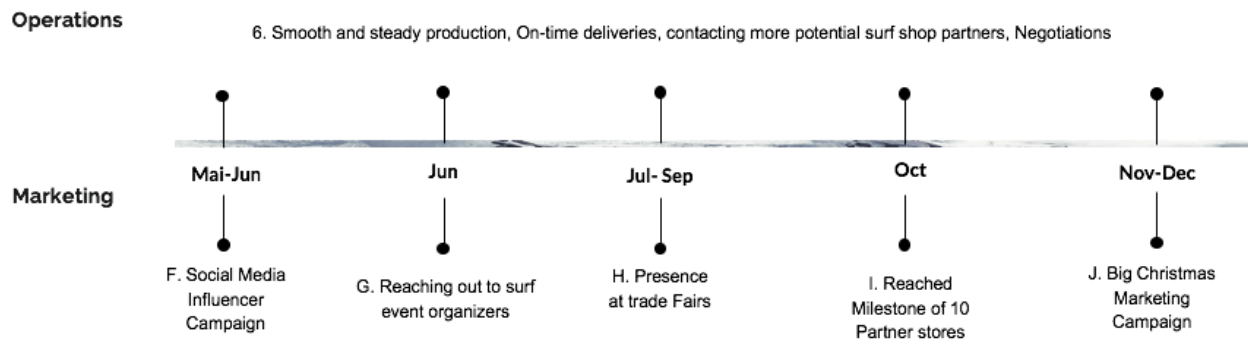 Operations
6. Smooth and steady production, On-time deliveries, contacting more potential surf shop partners, Negotiations
Mai-Jun
Jun
Jul- Sep
Oct
Nov-Dec
Marketing
F. Social Media
Influencer
Campaign
G. Reaching out to surf
event organizers
H. Presence
at trade Fairs
I. Reached
Milestone of 10
Partner stores
J. Big Christmas
Marketing
Campaign